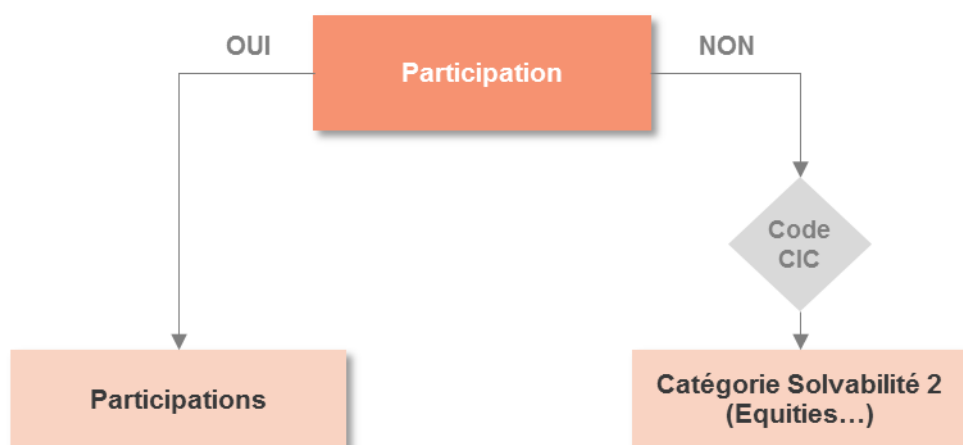 OUI
Participation
NON
Code
CIC
Participations
Catégorie Solvabilité 2
(Equities…)